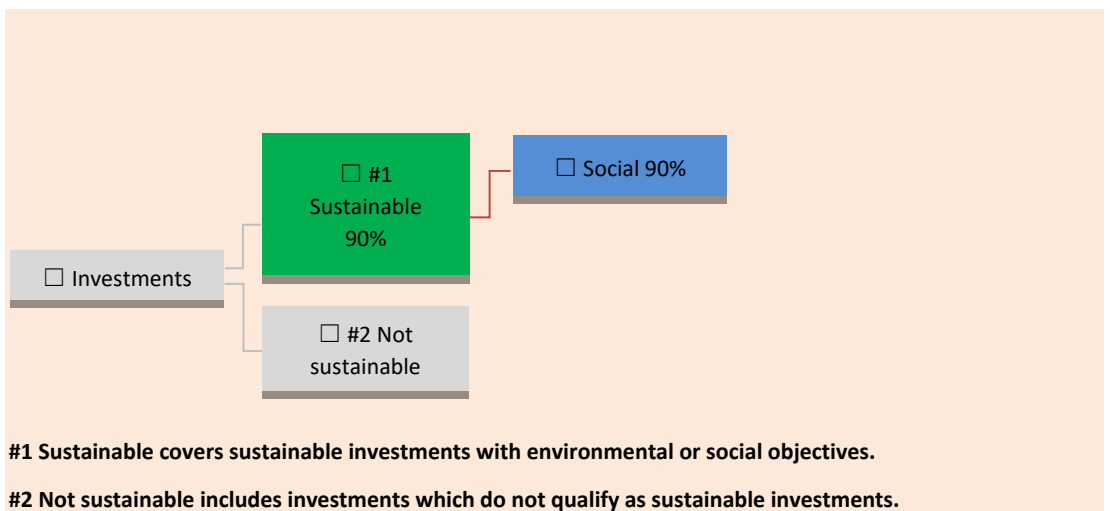 ☐ #1
Sustainable
90%
☐ Social 90%
☐ Investments
☐ #2 Not
sustainable
#1 Sustainable covers sustainable investments with environmental or social objectives.
#2 Not sustainable includes investments which do not qualify as sustainable investments.